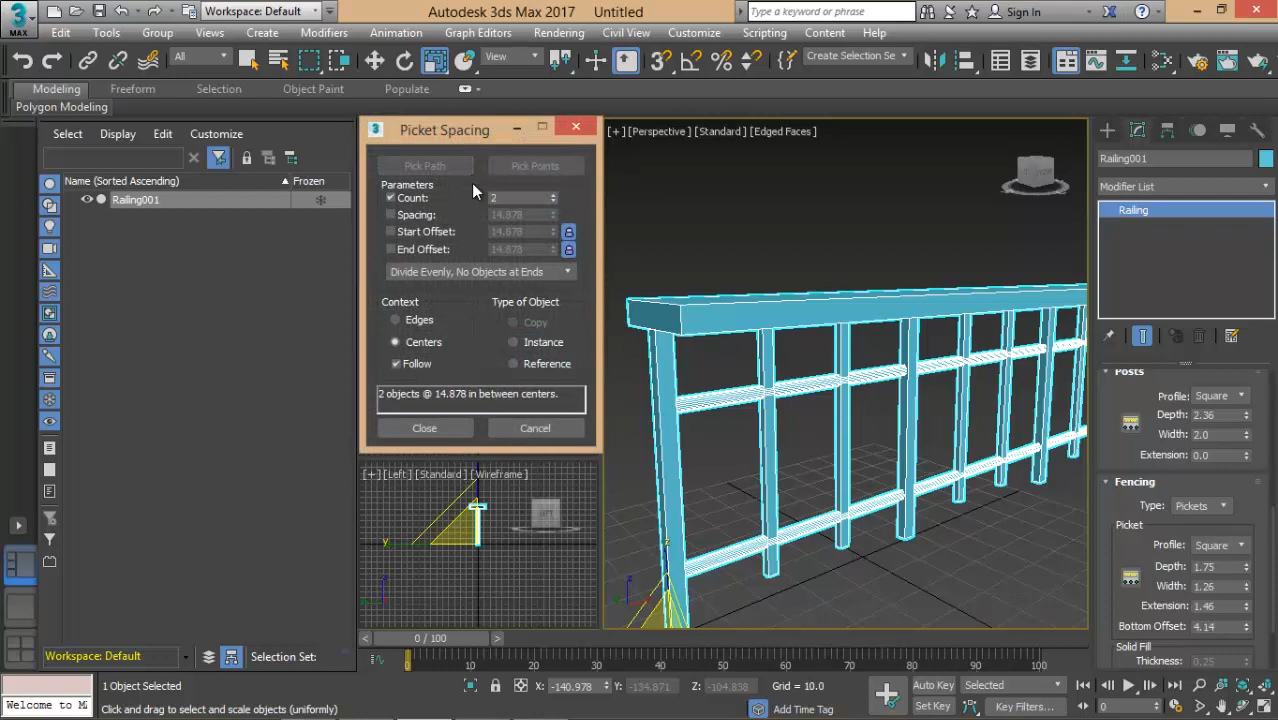 3 MAX Workspace: Default Autodesk 3ds Max 2017 Untitled Type a keyword or phrase Sign In
Edit Tools Group Views Create Modifiers Animation Graph Editors Rendering Civil View Customize Scripting Content Help
All View 3 Create Selection Se
Modeling Freeform Selection Object Paint Populate
Polygon Modeling
Select Display Edit Customize
Name (Sorted Ascending) Frozen
Railing001
3 Picket Spacing
Pick Path Pick Points
Parameters
Count: 2
Spacing: 14.878
Start Offset: 14.878
End Offset: 14.878
Divide Evenly, No Objects at Ends
Context Type of Object
Edges Copy
Centers Instance
Follow Reference
2 objects @ 14.878 in between centers.
Close Cancel
[+] [Left] [Standard] [Wireframe]
y
z
[+] [Perspective] [Standard] [Edged Faces]
z
z
Railing001
Modifier List
Railing
Posts
Profile: Square
Depth: 2.36
Width: 2.0
Extension: 0.0
Fencing
Type: Pickets
Picket
Profile: Square
Depth: 1.75
Width: 1.26
Extension: 1.46
Bottom Offset: 4.14
Solid Fill
Thickness: 0.25
< 0 / 100 >
Workspace: Default Selection Set:
0 10 20 30 40 50 60 70 80 90 100
1 Object Selected X: -140.978 Y: -134.871 Z: -104.838 Grid = 10.0 Auto Key Selected
Welcome to M Click and drag to select and scale objects (uniformly) Add Time Tag Set Key Key Filters... 0